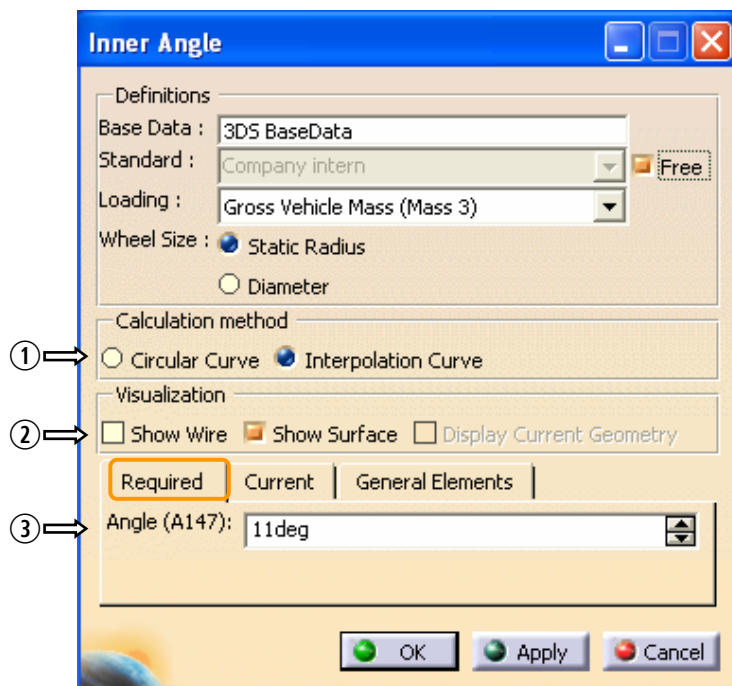 Inner Angle
Definitions
Base Data : 3DS BaseData
Standard : Company intern Free
Loading : Gross Vehicle Mass (Mass 3)
Wheel Size : Static Radius
Diameter
Calculation method
① Circular Curve Interpolation Curve
Visualization
② Show Wire Show Surface Display Current Geometry
Required Current General Elements
③ Angle (A147): 11deg
OK Apply Cancel